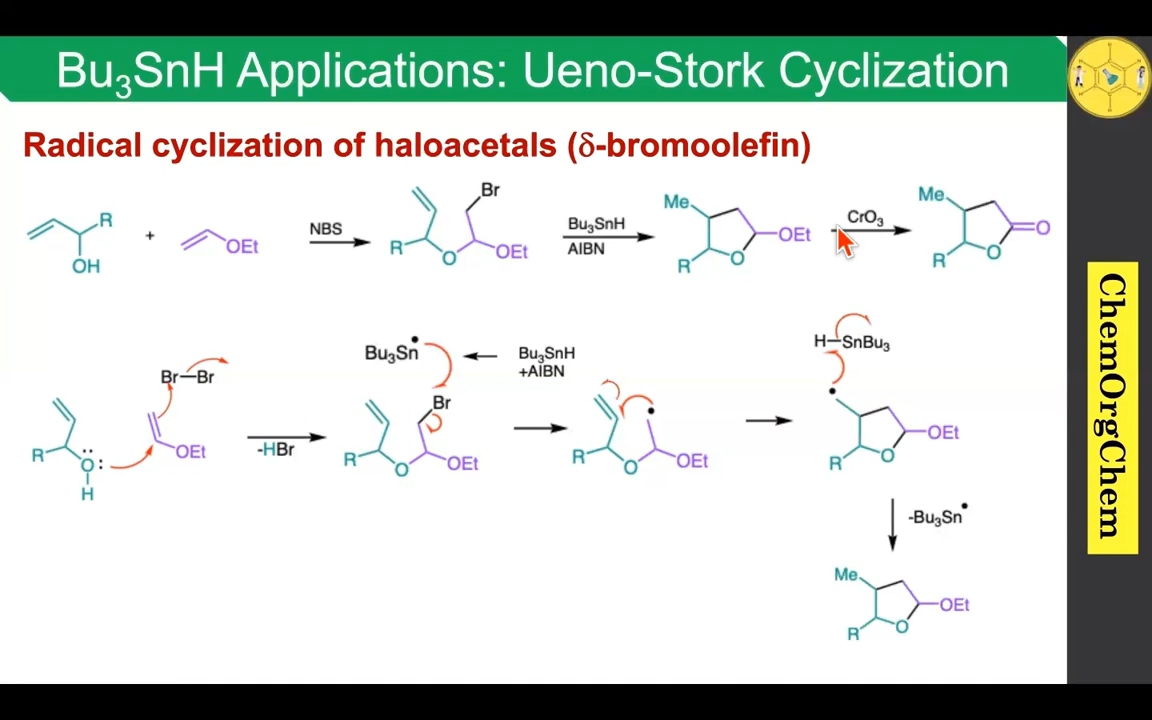 Bu₃SnH Applications: Ueno-Stork Cyclization
Radical cyclization of haloacetals (δ-bromoolefin)
R
OH
+
OEt
NBS
Br
R
O
OEt
Bu₃SnH
AIBN
Me
OEt
O
R
CrO₃
Me
O
O
R
Br–Br
R
O
H
OEt
-HBr
Bu₃Sn•
Bu₃SnH
+AIBN
Br
R
O
OEt
R
O
OEt
H–SnBu₃
OEt
O
R
-Bu₃Sn•
Me
OEt
O
R
ChemOrgChem